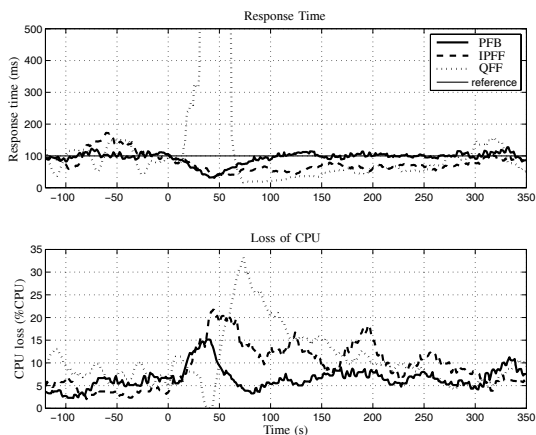 Response Time
Response time (ms)
500
400
300
200
100
0
PFB
IPFF
QFF
reference
−100 −50 0 50 100 150 200 250 300 350
Loss of CPU
CPU loss (%CPU)
35
30
25
20
15
10
5
0
−100 −50 0 50 100 150 200 250 300 350
Time (s)